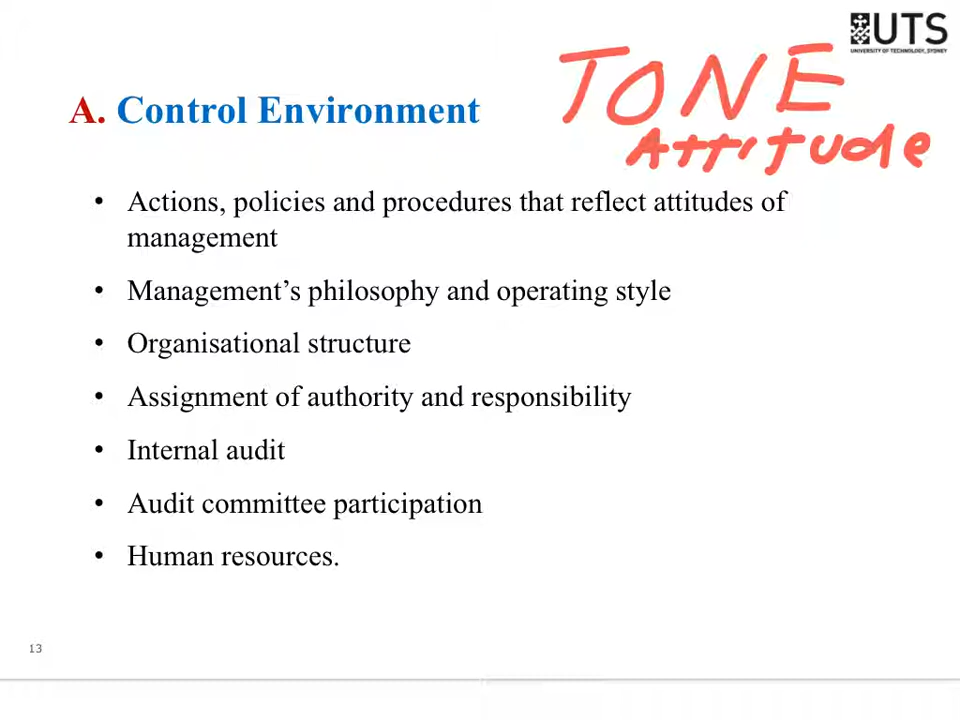 UTS
UNIVERSITY OF TECHNOLOGY, SYDNEY
TONE
Attitude
A. Control Environment
• Actions, policies and procedures that reflect attitudes of
management
• Management’s philosophy and operating style
• Organisational structure
• Assignment of authority and responsibility
• Internal audit
• Audit committee participation
• Human resources.
13